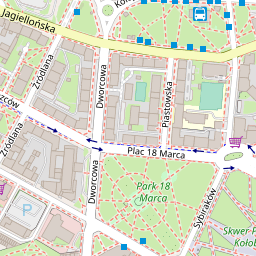 Jagiellońska
Źródlana
Dworcowa
Piastowska
Źródlana
Plac 18 Marca
Dworcowa
Park 18
Marca
Sybiraków
Skwer
P